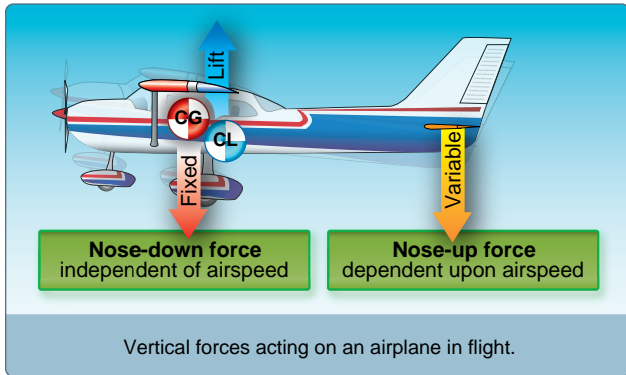 Lift
CG
CL
Fixed
Variable
Nose-down force
independent of airspeed
Nose-up force
dependent upon airspeed
Vertical forces acting on an airplane in flight.